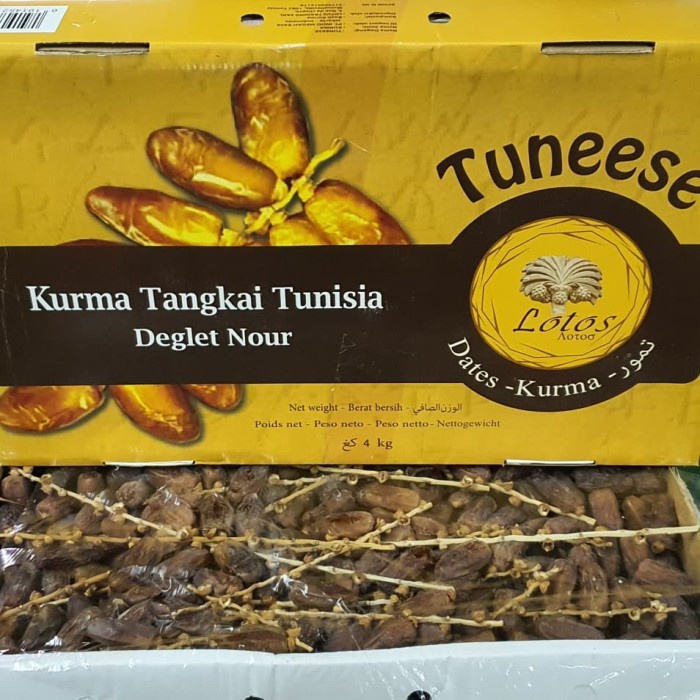 Tuneese
Kurma Tangkai Tunisia
Deglet Nour
Lotos
Λοτοσ
Dates - Kurma - تمور
Net weight - Berat bersih - الوزن الصافي
Poids net - Peso neto - Peso netto - Nettogewicht
4 kg كغ